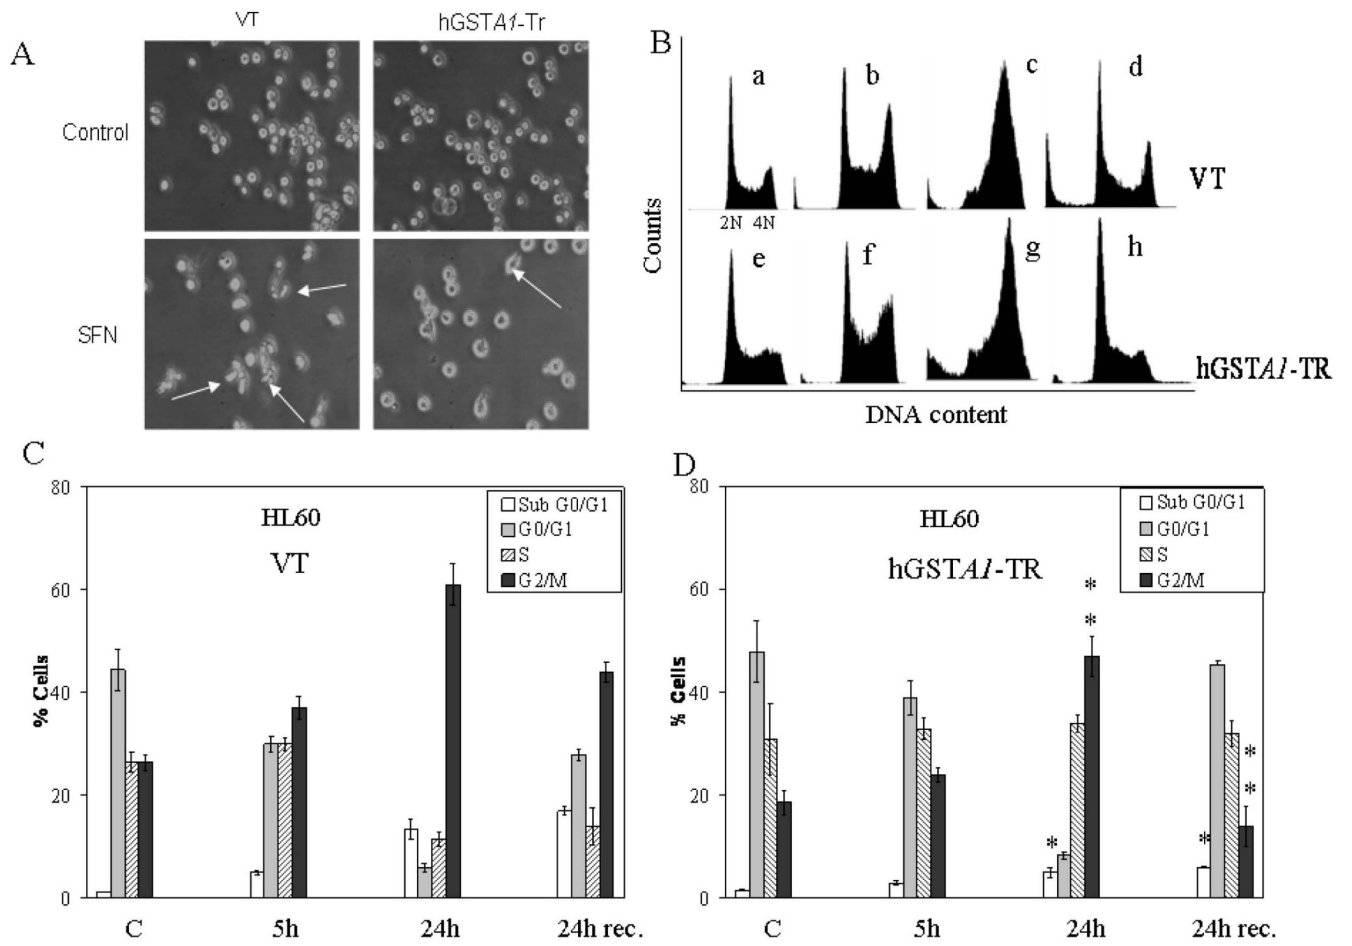 A
VT
hGSTA1-Tr
Control
SFN
B
a
b
c
d
VT
2N 4N
e
f
g
h
hGSTA1-TR
Counts
DNA content
C
80
60
40
20
0
% Cells
HL60
VT
Sub G0/G1
G0/G1
S
G2/M
C
5h
24h
24h rec.
D
80
60
40
20
0
% Cells
HL60
hGSTA1-TR
Sub G0/G1
G0/G1
S
G2/M
*
*
*
*
*
*
C
5h
24h
24h rec.